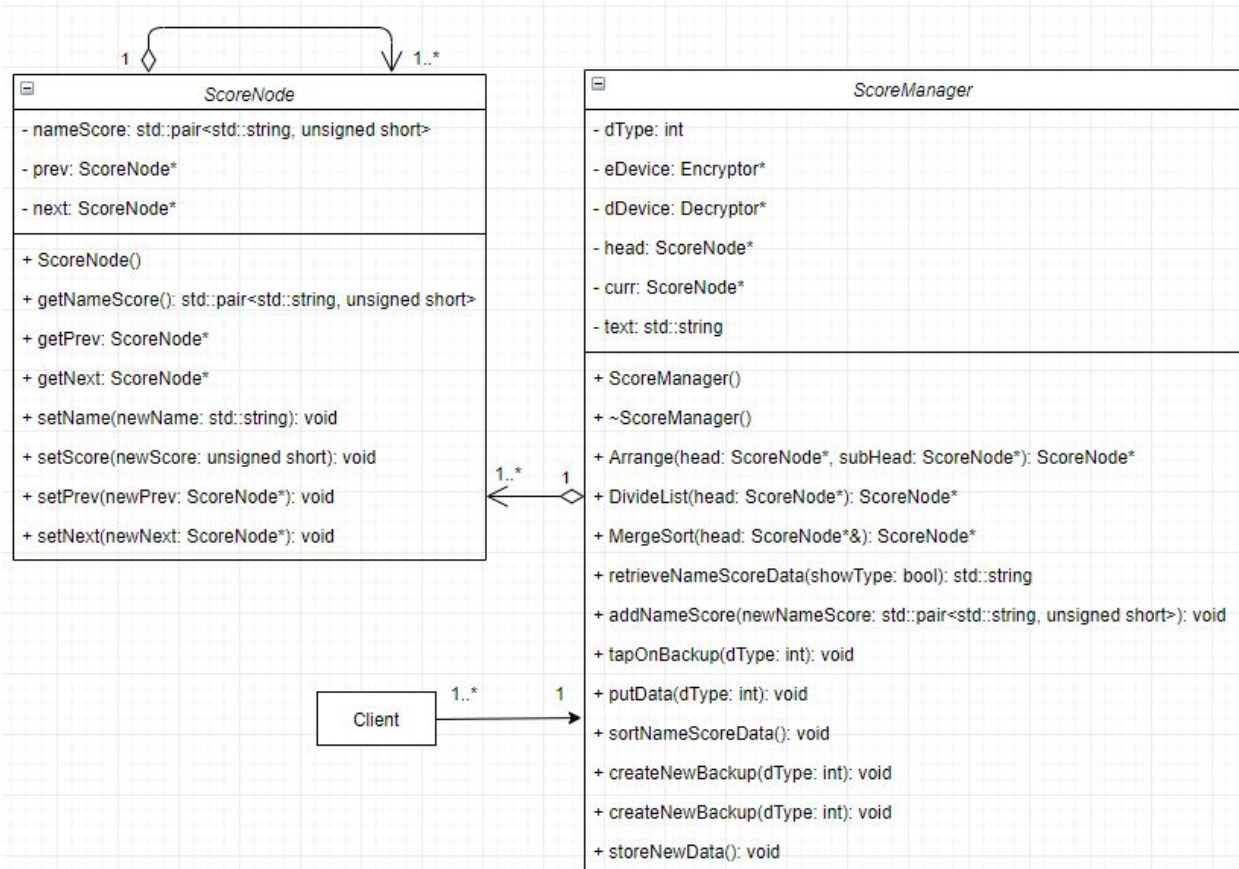 1
1..*
ScoreNode
- nameScore: std::pair<std::string, unsigned short>
- prev: ScoreNode*
- next: ScoreNode*
+ ScoreNode()
+ getNameScore(): std::pair<std::string, unsigned short>
+ getPrev: ScoreNode*
+ getNext: ScoreNode*
+ setName(newName: std::string): void
+ setScore(newScore: unsigned short): void
+ setPrev(newPrev: ScoreNode*): void
+ setNext(newNext: ScoreNode*): void
1..*
1
ScoreManager
- dType: int
- eDevice: Encryptor*
- dDevice: Decryptor*
- head: ScoreNode*
- curr: ScoreNode*
- text: std::string
+ ScoreManager()
+ ~ScoreManager()
+ Arrange(head: ScoreNode*, subHead: ScoreNode*): ScoreNode*
+ DivideList(head: ScoreNode*): ScoreNode*
+ MergeSort(head: ScoreNode*&): ScoreNode*
+ retrieveNameScoreData(showType: bool): std::string
+ addNameScore(newNameScore: std::pair<std::string, unsigned short>): void
+ tapOnBackup(dType: int): void
+ putData(dType: int): void
+ sortNameScoreData(): void
+ createNewBackup(dType: int): void
+ createNewBackup(dType: int): void
+ storeNewData(): void
Client
1..*
1